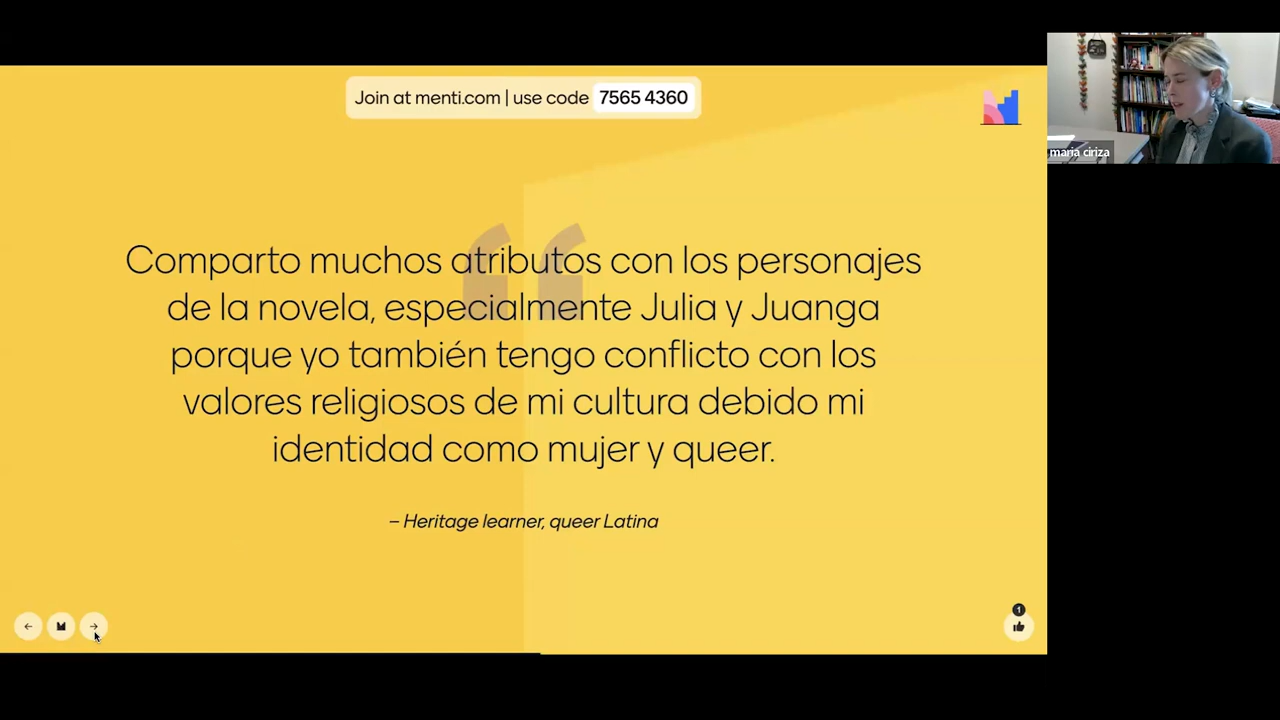 Join at menti.com | use code 7565 4360
maria ciriza
Comparto muchos atributos con los personajes
de la novela, especialmente Julia y Juanga
porque yo también tengo conflicto con los
valores religiosos de mi cultura debido mi
identidad como mujer y queer.
– Heritage learner, queer Latina
1